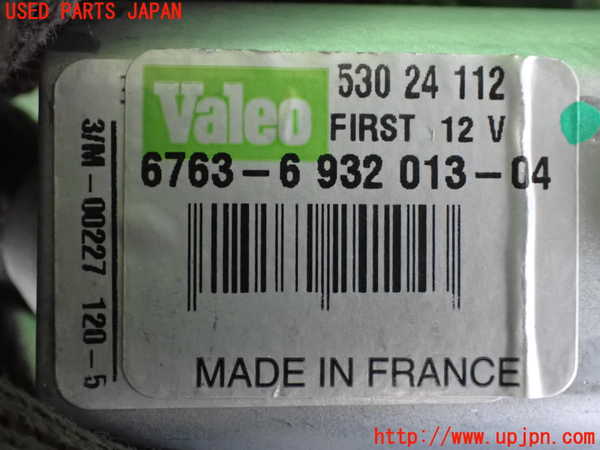 USED PARTS JAPAN
Valeo
530 24 112
FIRST 12 V
6763-6 932 013-04
3/M-00227 120-5
MADE IN FRANCE
http://www.upjpn.com